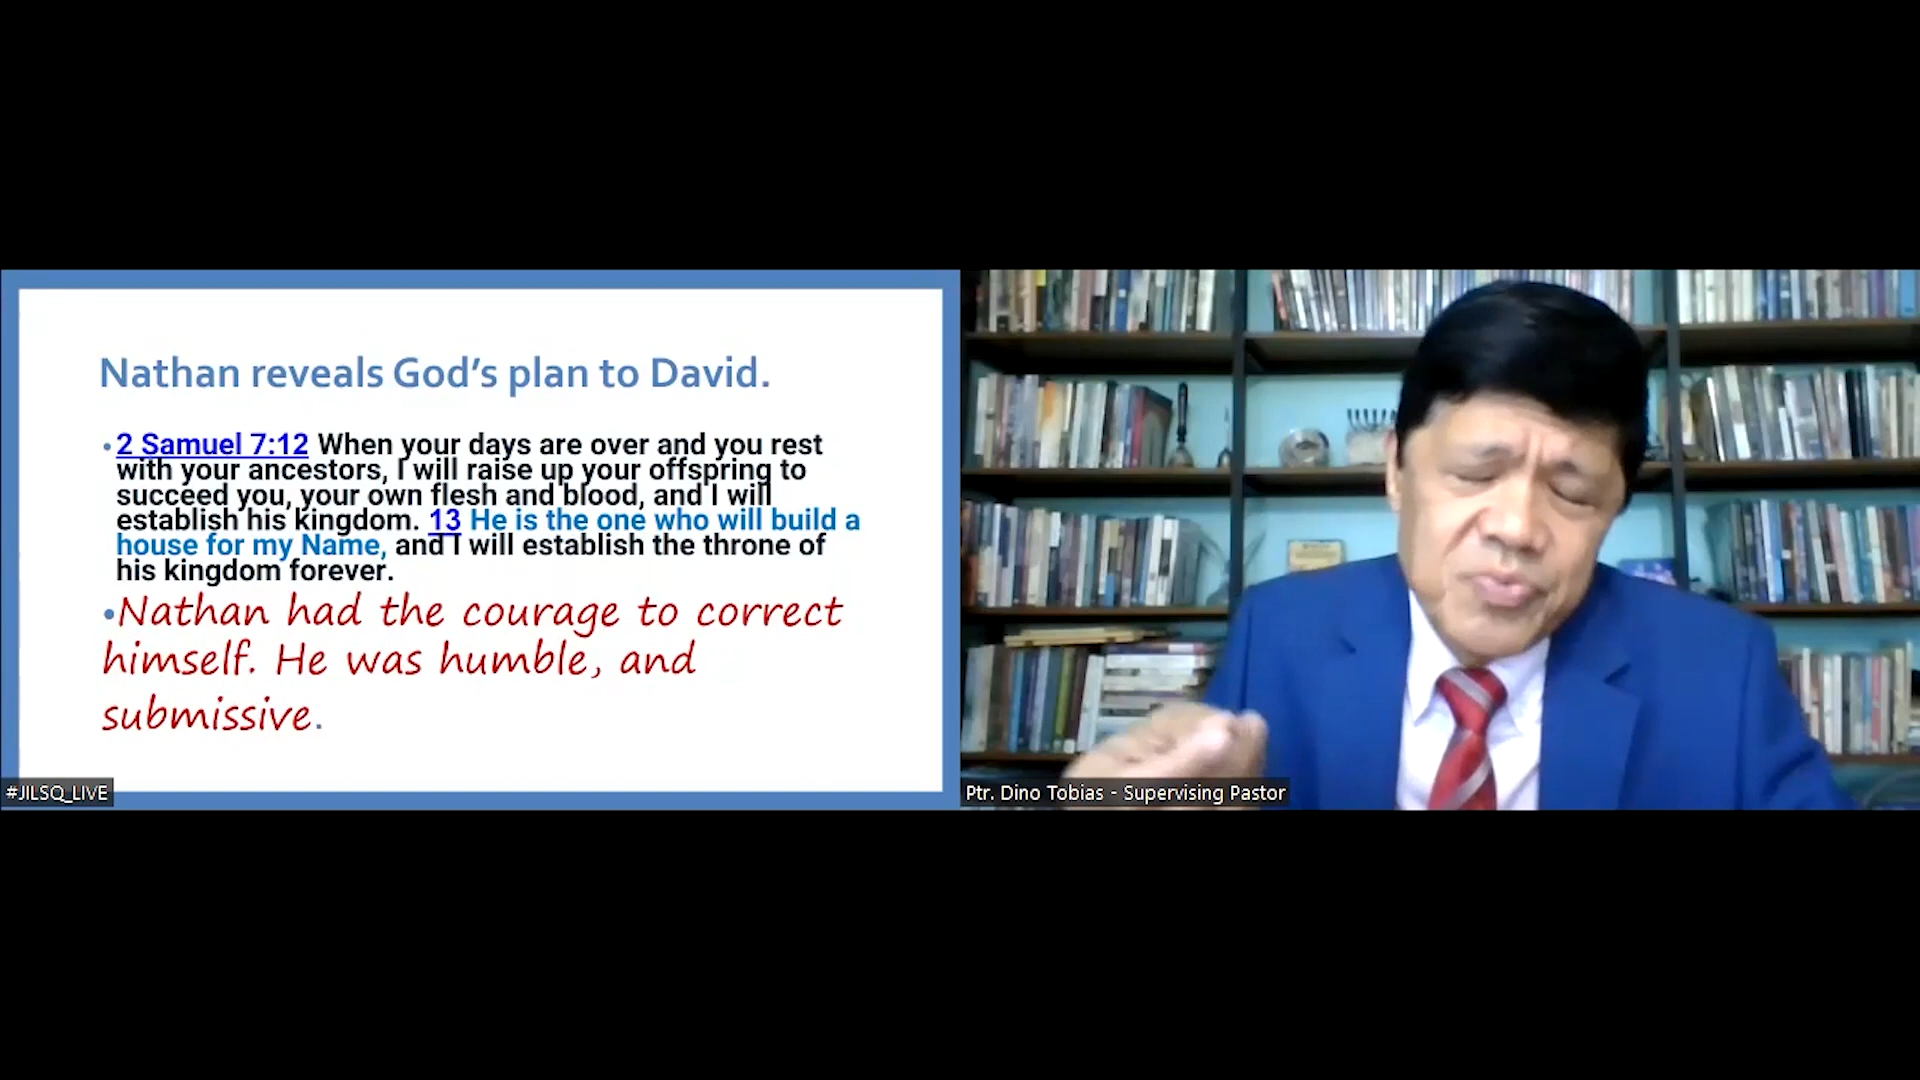 Nathan reveals God's plan to David.
•2 Samuel 7:12 When your days are over and you rest
with your ancestors, I will raise up your offspring to
succeed you, your own flesh and blood, and I will
establish his kingdom. 13 He is the one who will build a
house for my Name, and I will establish the throne of
his kingdom forever.
•Nathan had the courage to correct
himself. He was humble, and
submissive.
#JILSQ_LIVE
Ptr. Dino Tobias - Supervising Pastor